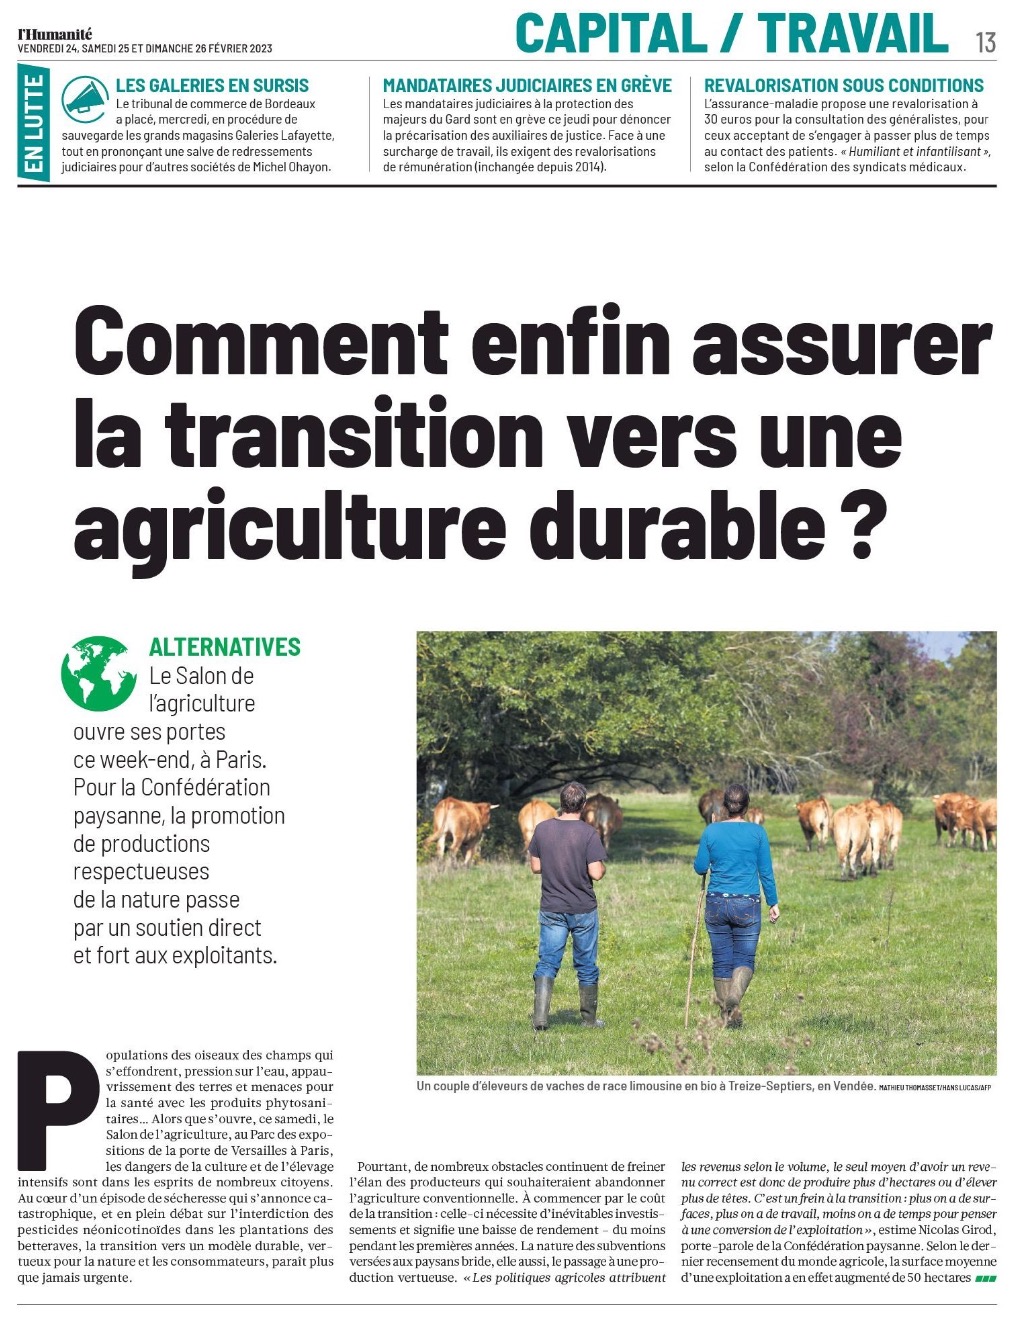 l'Humanité
VENDREDI 24, SAMEDI 25 ET DIMANCHE 26 FÉVRIER 2023
CAPITAL / TRAVAIL
13
EN LUTTE
LES GALERIES EN SURSIS
Le tribunal de commerce de Bordeaux
a placé, mercredi, en procédure de
sauvegarde les grands magasins Galeries Lafayette,
tout en prononçant une salve de redressements
judiciaires pour d'autres sociétés de Michel Ohayon.
MANDATAIRES JUDICIAIRES EN GRÈVE
Les mandataires judiciaires à la protection des
majeurs du Gard sont en grève ce jeudi pour dénoncer
la précarisation des auxiliaires de justice. Face à une
surcharge de travail, ils exigent des revalorisations
de rémunération (inchangée depuis 2014).
REVALORISATION SOUS CONDITIONS
L'assurance-maladie propose une revalorisation à
30 euros pour la consultation des généralistes, pour
ceux acceptant de s'engager à passer plus de temps
au contact des patients. « Humiliant et infantilisant »,
selon la Confédération des syndicats médicaux.
Comment enfin assurer
la transition vers une
agriculture durable ?
ALTERNATIVES
Le Salon de
l'agriculture
ouvre ses portes
ce week-end, à Paris.
Pour la Confédération
paysanne, la promotion
de productions
respectueuses
de la nature passe
par un soutien direct
et fort aux exploitants.
Un couple d'éleveurs de vaches de race limousine en bio à Treize-Septiers, en Vendée. MATHIEU THOMASSET/HANS LUCAS/AFP
Populations des oiseaux des champs qui
s'effondrent, pression sur l'eau, appau-
vrissement des terres et menaces pour
la santé avec les produits phytosani-
taires... Alors que s'ouvre, ce samedi, le
Salon de l'agriculture, au Parc des expo-
sitions de la porte de Versailles à Paris,
les dangers de la culture et de l'élevage
intensifs sont dans les esprits de nombreux citoyens.
Au cœur d'un épisode de sécheresse qui s'annonce ca-
tastrophique, et en plein débat sur l'interdiction des
pesticides néonicotinoïdes dans les plantations des
betteraves, la transition vers un modèle durable, ver-
tueux pour la nature et les consommateurs, paraît plus
que jamais urgente.
Pourtant, de nombreux obstacles continuent de freiner
l'élan des producteurs qui souhaiteraient abandonner
l'agriculture conventionnelle. À commencer par le coût
de la transition : celle-ci nécessite d'inévitables investis-
sements et signifie une baisse de rendement – du moins
pendant les premières années. La nature des subventions
versées aux paysans bride, elle aussi, le passage à une pro-
duction vertueuse. « Les politiques agricoles attribuent
les revenus selon le volume, le seul moyen d'avoir un reve-
nu correct est donc de produire plus d'hectares ou d'élever
plus de têtes. C'est un frein à la transition : plus on a de sur-
faces, plus on a de travail, moins on a de temps pour penser
à une conversion de l'exploitation », estime Nicolas Girod,
porte-parole de la Confédération paysanne. Selon le der-
nier recensement du monde agricole, la surface moyenne
d'une exploitation a en effet augmenté de 50 hectares